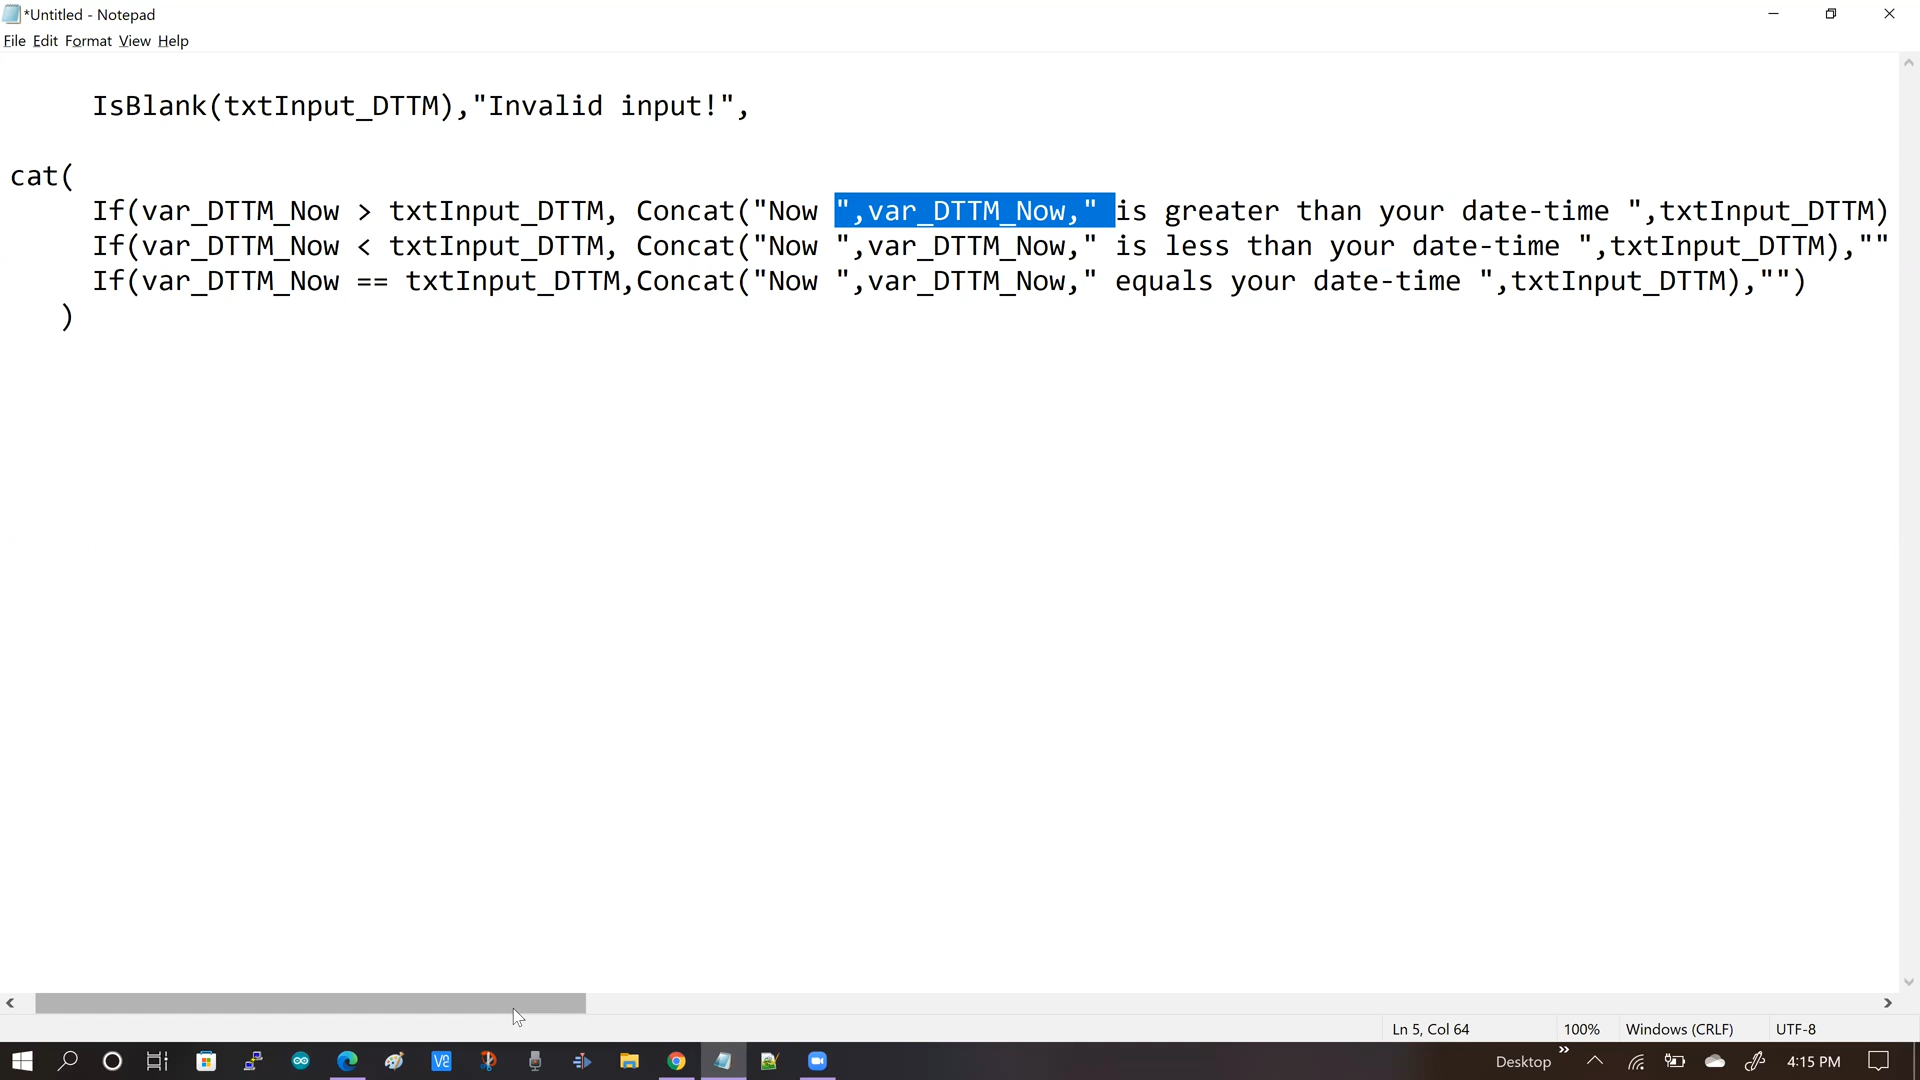 *Untitled - Notepad
File Edit Format View Help
IsBlank(txtInput_DTTM),"Invalid input!",
cat(
If(var_DTTM_Now > txtInput_DTTM, Concat("Now ",var_DTTM_Now," is greater than your date-time ",txtInput_DTTM)
If(var_DTTM_Now < txtInput_DTTM, Concat("Now ",var_DTTM_Now," is less than your date-time ",txtInput_DTTM),""
If(var_DTTM_Now == txtInput_DTTM,Concat("Now ",var_DTTM_Now," equals your date-time ",txtInput_DTTM),"")
)
Ln 5, Col 64 100% Windows (CRLF) UTF-8
V2 Desktop 4:15 PM